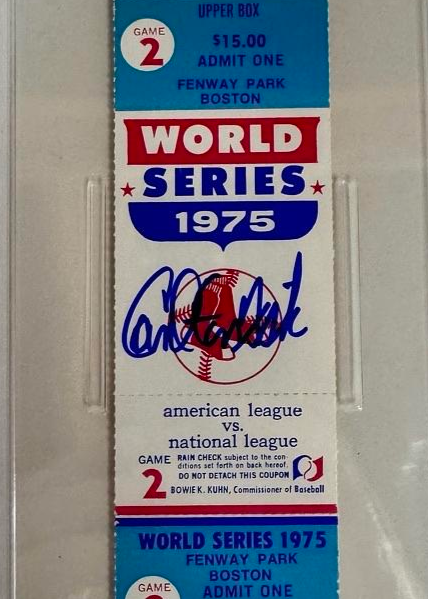 UPPER BOX
GAME
2
$15.00
ADMIT ONE
FENWAY PARK
BOSTON
WORLD
SERIES
1975
Carlton Fisk
american league
vs.
national league
GAME
2
RAIN CHECK subject to the con-
ditions set forth on back hereof.
DO NOT DETACH THIS COUPON
BOWIE K. KUHN, Commissioner of Baseball
WORLD SERIES 1975
FENWAY PARK
BOSTON
GAME
ADMIT ONE